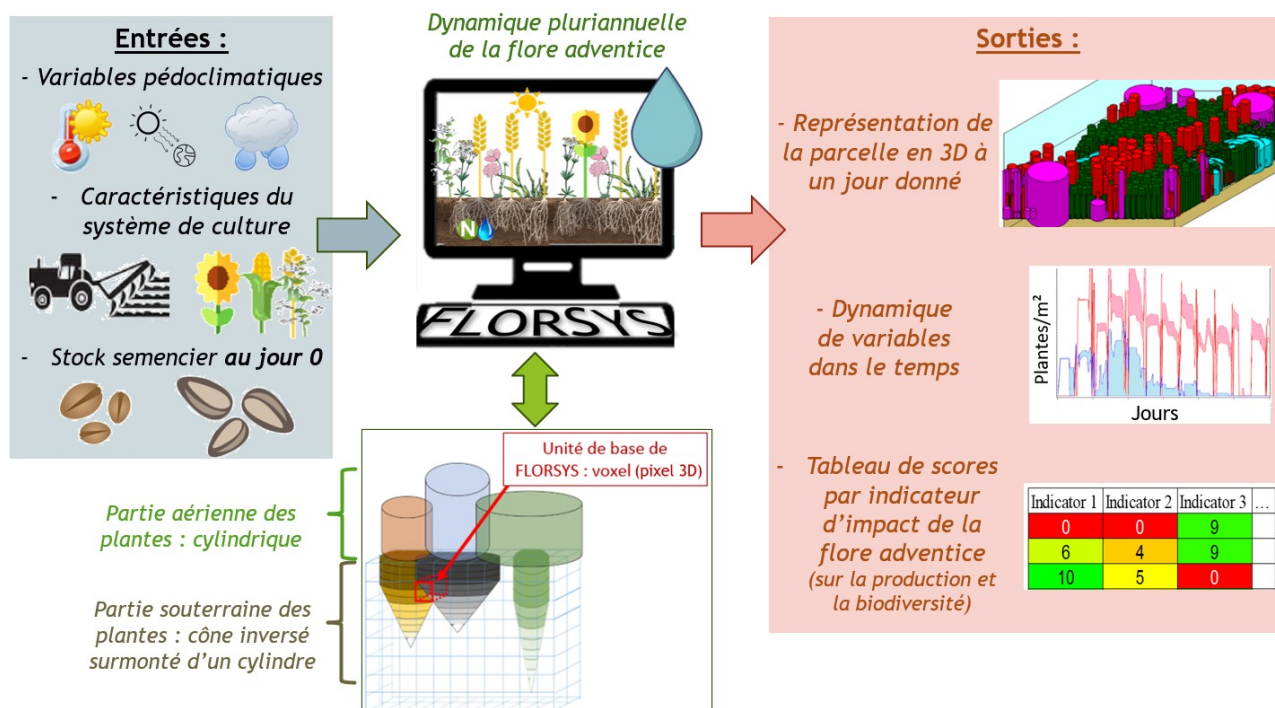 Entrées :
- Variables pédoclimatiques
- Caractéristiques du
système de culture
- Stock semencier au jour 0
Dynamique pluriannuelle
de la flore adventice
N
FLORSYS
Unité de base de
FLORSYS : voxel (pixel 3D)
Partie aérienne des
plantes : cylindrique
Partie souterraine des
plantes : cône inversé
surmonté d'un cylindre
Sorties :
- Représentation de
la parcelle en 3D à
un jour donné
- Dynamique
de variables
dans le temps
Plantes/m²
Jours
- Tableau de scores
par indicateur
d'impact de la
flore adventice
(sur la production et
la biodiversité)
Indicator 1 Indicator 2 Indicator 3 ...
0 0 9
6 4 9
10 5 0